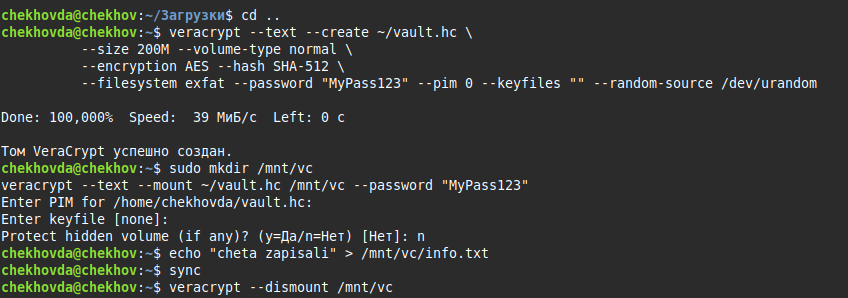 chekhovda@chekhov:~/Загрузки$ cd ..
chekhovda@chekhov:~$ veracrypt --text --create ~/vault.hc \
--size 200M --volume-type normal \
--encryption AES --hash SHA-512 \
--filesystem exfat --password "MyPass123" --pim 0 --keyfiles "" --random-source /dev/urandom
Done: 100,000%  Speed:  39 МиБ/с  Left: 0 с
Том VeraCrypt успешно создан.
chekhovda@chekhov:~$ sudo mkdir /mnt/vc
veracrypt --text --mount ~/vault.hc /mnt/vc --password "MyPass123"
Enter PIM for /home/chekhovda/vault.hc:
Enter keyfile [none]:
Protect hidden volume (if any)? (y=Да/n=Нет) [Нет]: n
chekhovda@chekhov:~$ echo "cheta zapisali" > /mnt/vc/info.txt
chekhovda@chekhov:~$ sync
chekhovda@chekhov:~$ veracrypt --dismount /mnt/vc